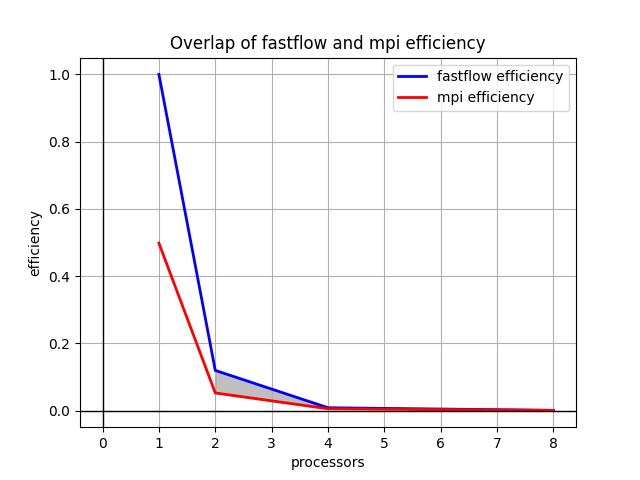 Overlap of fastflow and mpi efficiency
fastflow efficiency
mpi efficiency
1.0
0.8
0.6
0.4
0.2
0.0
efficiency
0 1 2 3 4 5 6 7 8
processors